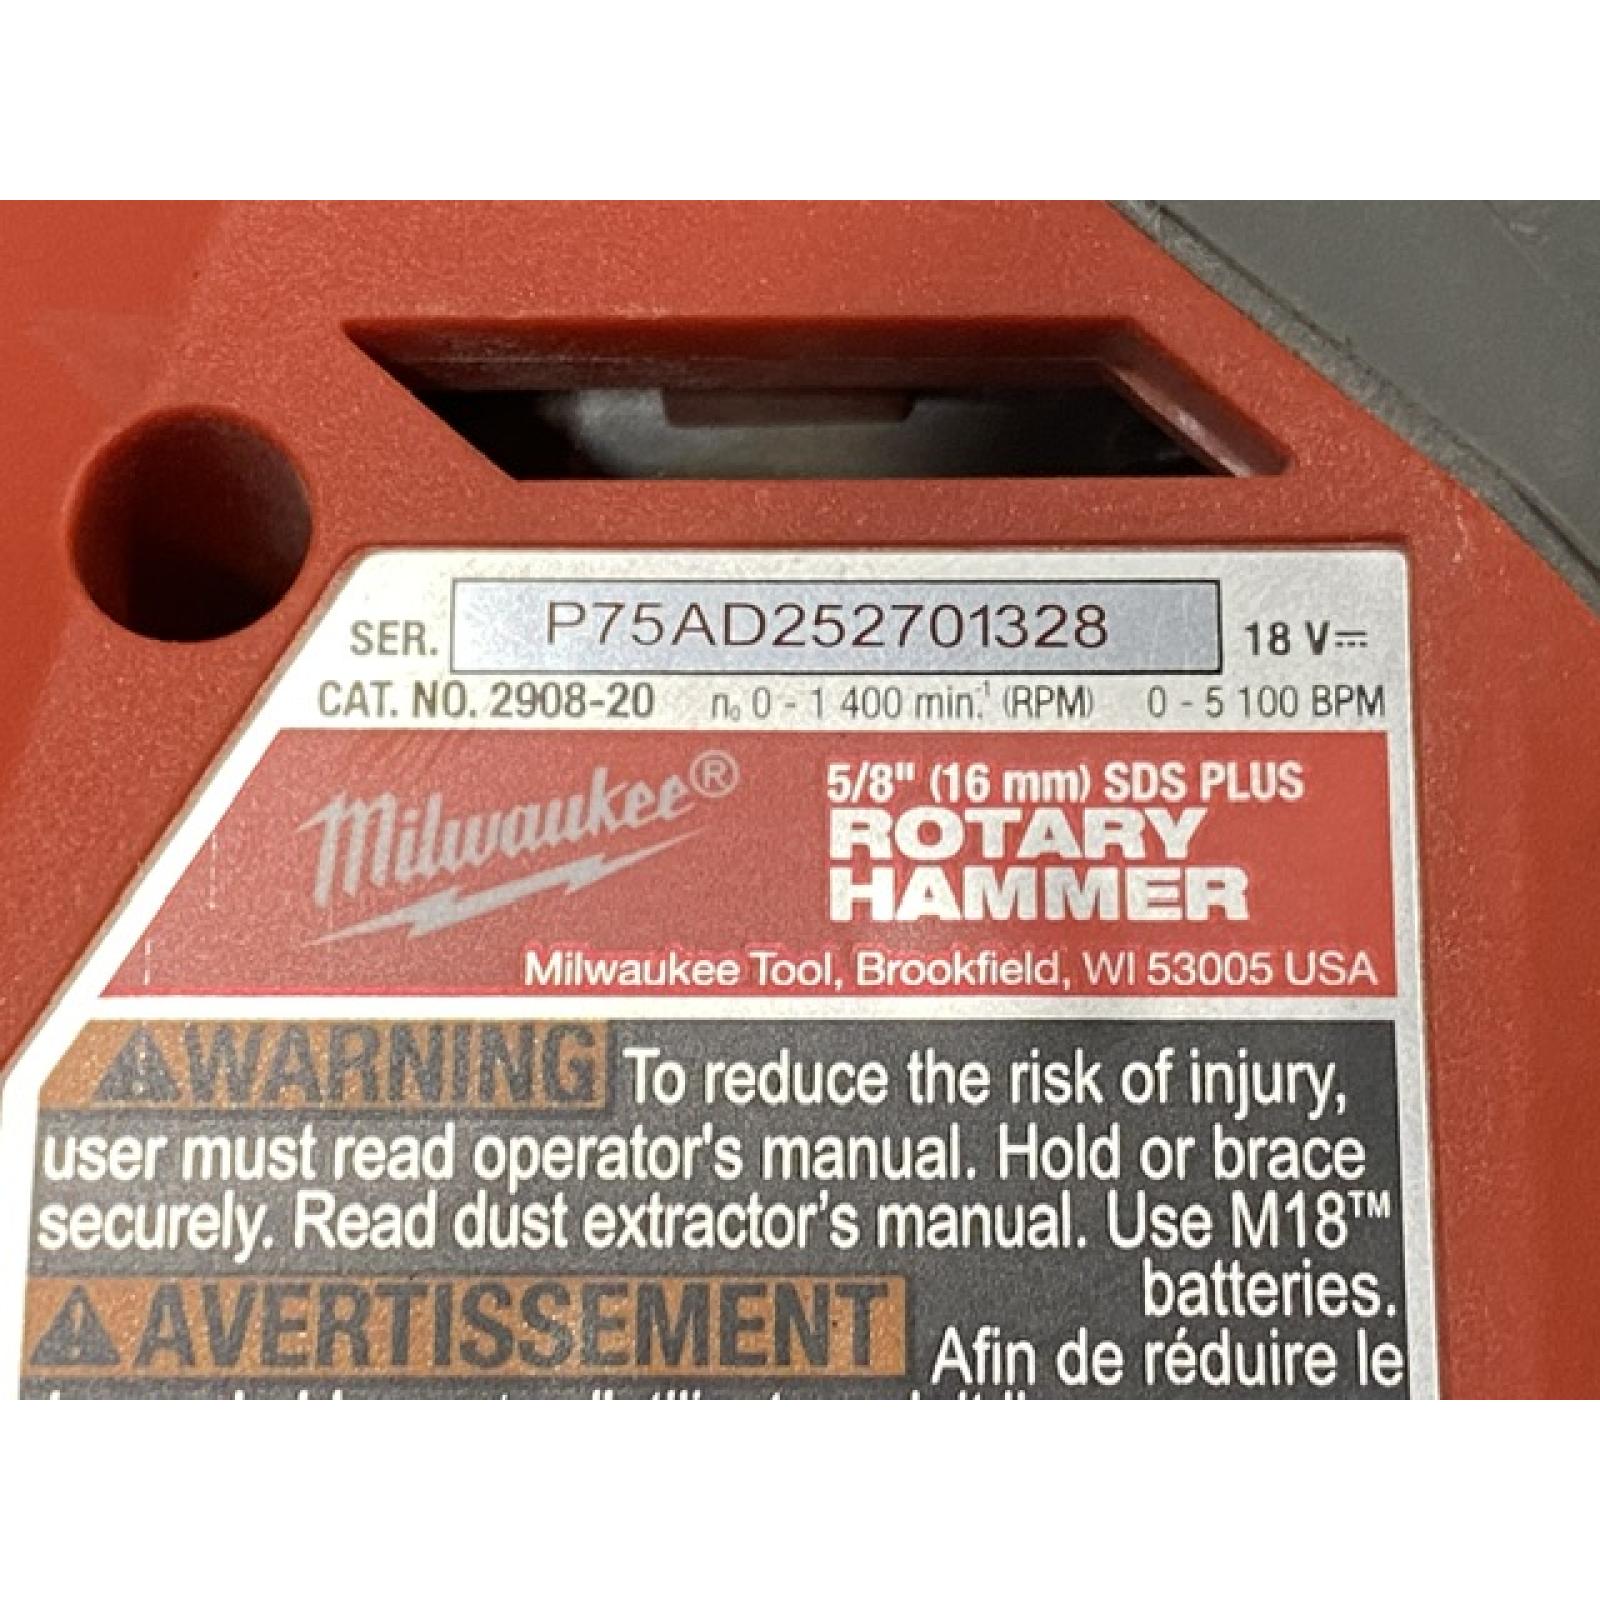 SER. P75AD252701328 18 V⎓
CAT. NO. 2908-20 n₀ 0 - 1 400 min.⁻¹ (RPM) 0 - 5 100 BPM
Milwaukee® 5/8" (16 mm) SDS PLUS
ROTARY
HAMMER
Milwaukee Tool, Brookfield, WI 53005 USA
⚠WARNING To reduce the risk of injury,
user must read operator's manual. Hold or brace
securely. Read dust extractor's manual. Use M18™
batteries.
⚠AVERTISSEMENT
Afin de réduire le